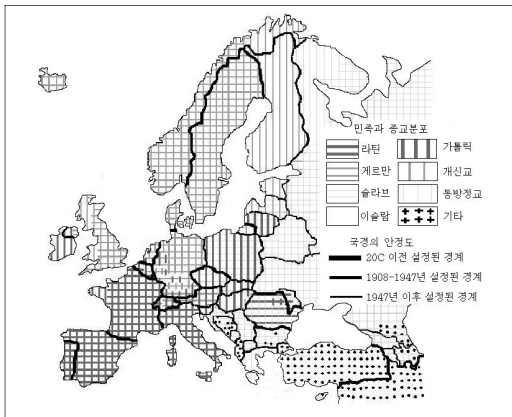 민족과 종교분포
라틴
가톨릭
게르만
개신교
슬라브
동방정교
이슬람
기타
국경의 안정도
20C 이전 설정된 경계
1908-1947년 설정된 경계
1947년 이후 설정된 경계